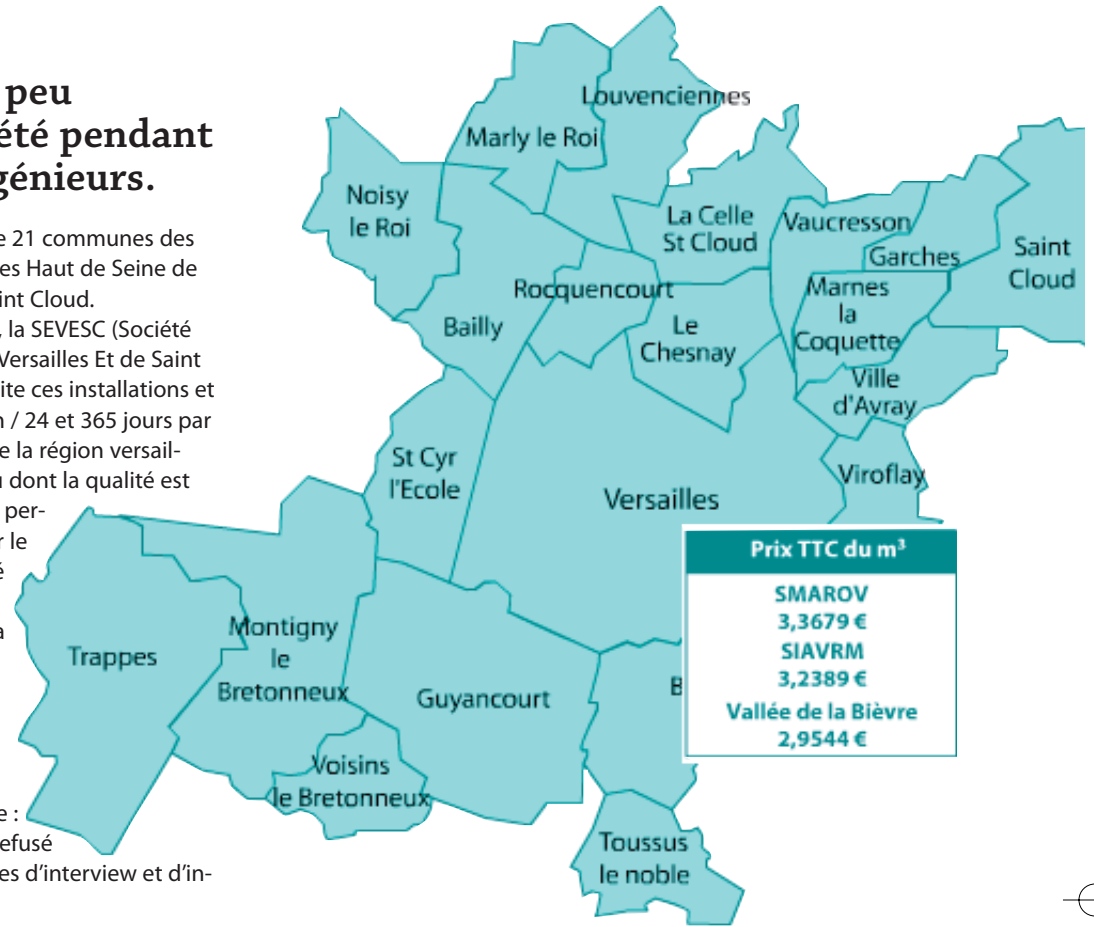 peu
été pendant
génieurs.
e 21 communes des
es Haut de Seine de
int Cloud.
, la SEVESC (Société
Versailles Et de Saint
ite ces installations et
n / 24 et 365 jours par
e la région versail-
u dont la qualité est
per-
r le
é
a
e :
efusé
es d'interview et d'in-
Louvenciennes
Marly le Roi
Noisy
le Roi
La Celle
St Cloud
Vaucresson
Garches
Saint
Cloud
Rocquencourt
Marnes
la
Coquette
Bailly
Le
Chesnay
Ville
d'Avray
St Cyr
l'Ecole
Viroflay
Versailles
Prix TTC du m³
SMAROV
3,3679 €
SIAVRM
3,2389 €
Vallée de la Bièvre
2,9544 €
Trappes
Montigny
le
Bretonneux
Guyancourt
B
Voisins
le Bretonneux
Toussus
le noble